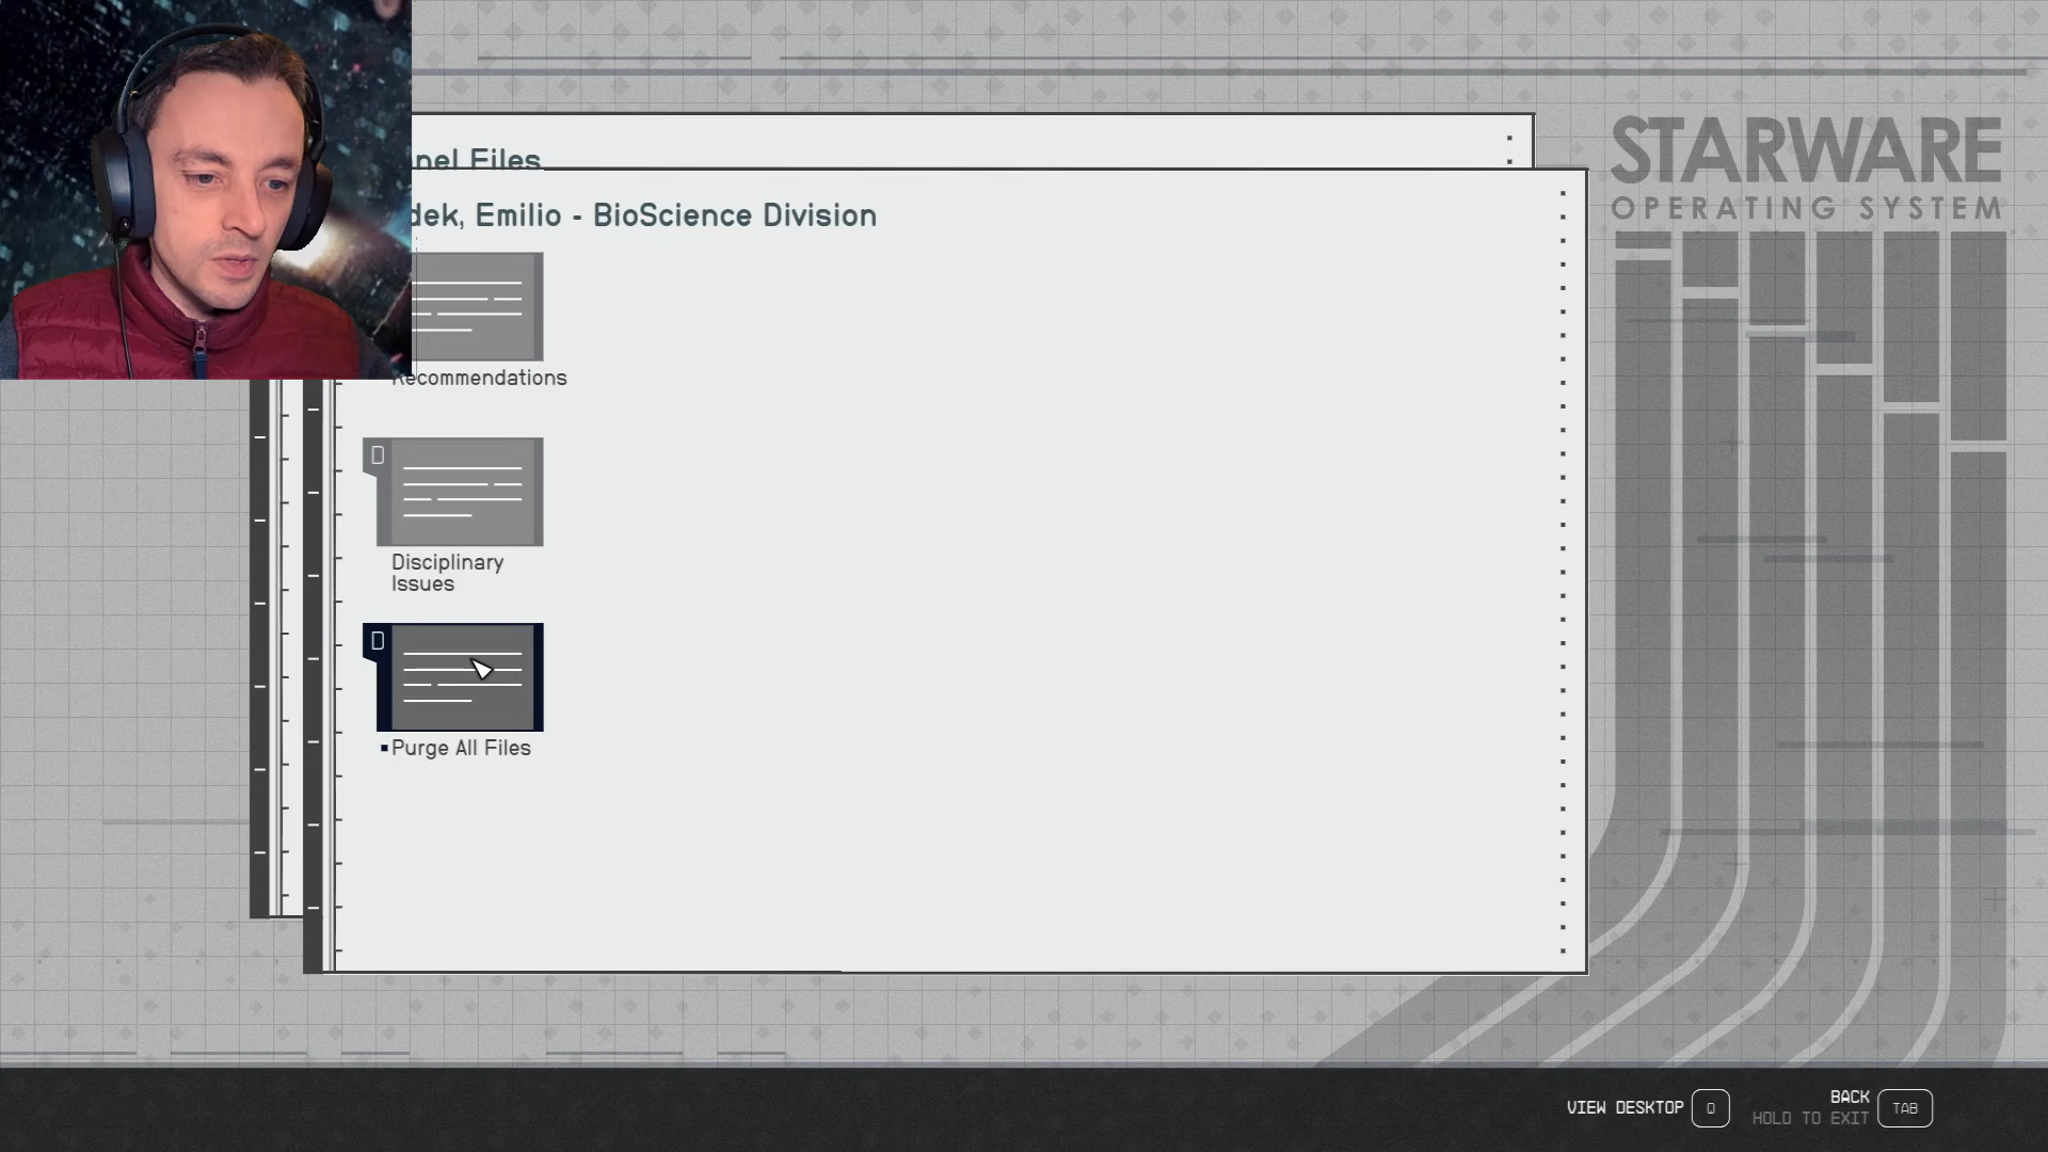 nel Files
dek, Emilio - BioScience Division
Recommendations
D
Disciplinary
Issues
D
Purge All Files
STARWARE
OPERATING SYSTEM
VIEW DESKTOP Q
BACK
HOLD TO EXIT
TAB